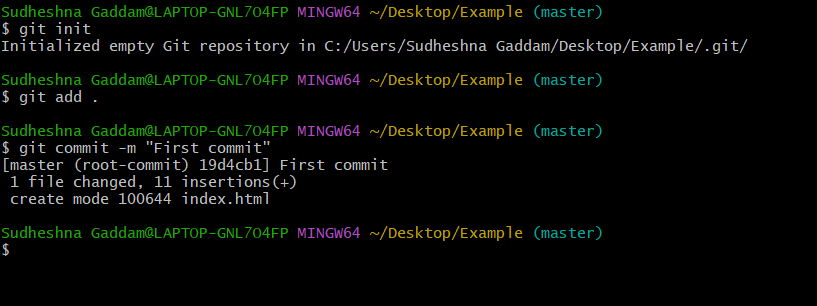 Sudheshna Gaddam@LAPTOP-GNL7O4FP MINGW64 ~/Desktop/Example (master)
$ git init
Initialized empty Git repository in C:/Users/Sudheshna Gaddam/Desktop/Example/.git/
Sudheshna Gaddam@LAPTOP-GNL7O4FP MINGW64 ~/Desktop/Example (master)
$ git add .
Sudheshna Gaddam@LAPTOP-GNL7O4FP MINGW64 ~/Desktop/Example (master)
$ git commit -m "First commit"
[master (root-commit) 19d4cb1] First commit
 1 file changed, 11 insertions(+)
 create mode 100644 index.html
Sudheshna Gaddam@LAPTOP-GNL7O4FP MINGW64 ~/Desktop/Example (master)
$